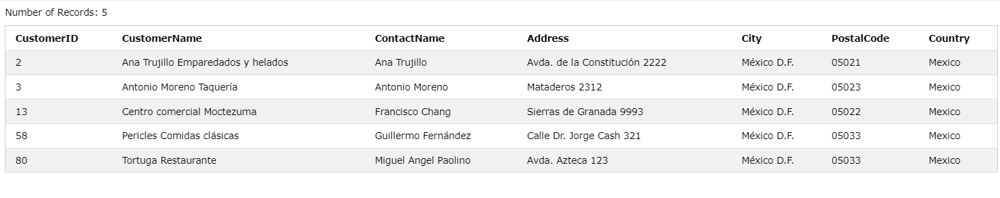 Number of Records: 5
CustomerID CustomerName ContactName Address City PostalCode Country
2 Ana Trujillo Emparedados y helados Ana Trujillo Avda. de la Constitución 2222 México D.F. 05021 Mexico
3 Antonio Moreno Taquería Antonio Moreno Mataderos 2312 México D.F. 05023 Mexico
13 Centro comercial Moctezuma Francisco Chang Sierras de Granada 9993 México D.F. 05022 Mexico
58 Pericles Comidas clásicas Guillermo Fernández Calle Dr. Jorge Cash 321 México D.F. 05033 Mexico
80 Tortuga Restaurante Miguel Angel Paolino Avda. Azteca 123 México D.F. 05033 Mexico